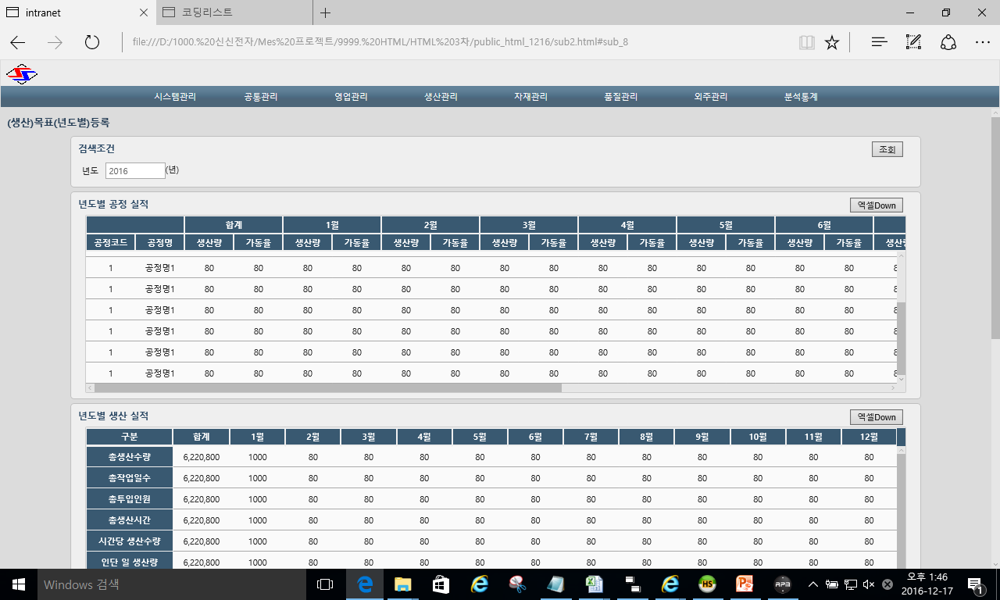 intranet
코딩리스트
file:///D:/1000.%20신신전자/Mes%20프로젝트/9999.%20HTML/HTML%203차/public_html_1216/sub2.html#sub_8
시스템관리 공통관리 영업관리 생산관리 자재관리 품질관리 외주관리 분석통계
(생산)목표(년도별)등록
검색조건 조회
년도 2016 (년)
년도별 공정 실적 엑셀Down
합계 1월 2월 3월 4월 5월 6월
공정코드 공정명 생산량 가동율 생산량 가동율 생산량 가동율 생산량 가동율 생산량 가동율 생산량 가동율 생산량 가동율
1 공정명1 80 80 80 80 80 80 80 80 80 80 80 80 80 80
1 공정명1 80 80 80 80 80 80 80 80 80 80 80 80 80 80
1 공정명1 80 80 80 80 80 80 80 80 80 80 80 80 80 80
1 공정명1 80 80 80 80 80 80 80 80 80 80 80 80 80 80
1 공정명1 80 80 80 80 80 80 80 80 80 80 80 80 80 80
1 공정명1 80 80 80 80 80 80 80 80 80 80 80 80 80 80
년도별 생산 실적 엑셀Down
구분 합계 1월 2월 3월 4월 5월 6월 7월 8월 9월 10월 11월 12월
총생산수량 6,220,800 1000 80 80 80 80 80 80 80 80 80 80 80
총작업일수 6,220,800 1000 80 80 80 80 80 80 80 80 80 80 80
총투입인원 6,220,800 1000 80 80 80 80 80 80 80 80 80 80 80
총생산시간 6,220,800 1000 80 80 80 80 80 80 80 80 80 80 80
시간당 생산수량 6,220,800 1000 80 80 80 80 80 80 80 80 80 80 80
인단 일 생산량 6,220,800 1000 80 80 80 80 80 80 80 80 80 80 80
Windows 검색
HS
APM
오후 1:46
2016-12-17
1